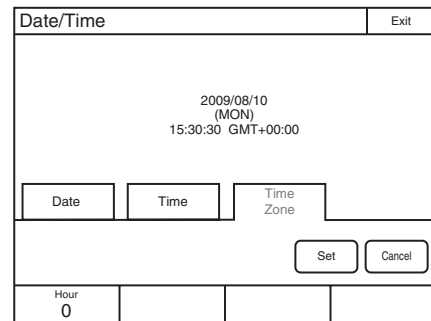 Date/Time Exit
2009/08/10
(MON)
15:30:30 GMT+00:00
Date Time Time
Zone
Set Cancel
Hour
0